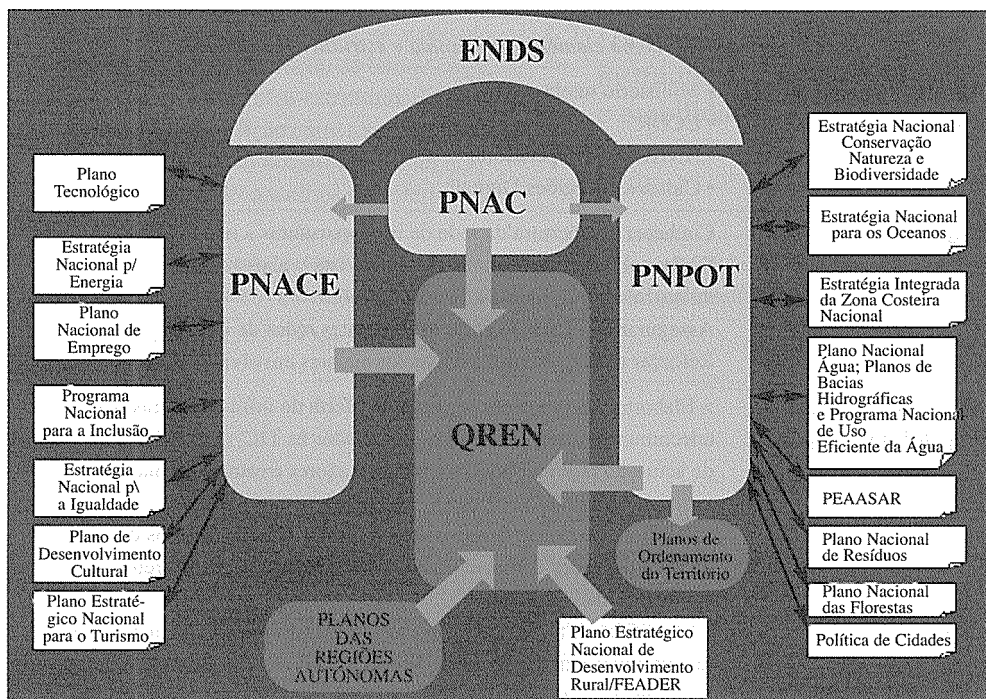 ENDS
Plano
Tecnológico
Estratégia
Nacional p/
Energia
Plano
Nacional de
Emprego
Programa
Nacional
para a Inclusão
Estratégia
Nacional p\
a Igualdade
Plano de
Desenvolvimento
Cultural
Plano Estraté-
gico Nacional
para o Turismo
PNACE
PNAC
PNPOT
QREN
PLANOS
DAS
REGIÕES
AUTÓNOMAS
Plano Estratégico
Nacional de
Desenvolvimento
Rural/FEADER
Planos de
Ordenamento
do Território
Estratégia Nacional
Conservação
Natureza e
Biodiversidade
Estratégia Nacional
para os Oceanos
Estratégia Integrada
da Zona Costeira
Nacional
Plano Nacional
Água; Planos de
Bacias
Hidrográficas
e Programa Nacional
de Uso
Eficiente da Água
PEAASAR
Plano Nacional
de Resíduos
Plano Nacional
das Florestas
Política de Cidades